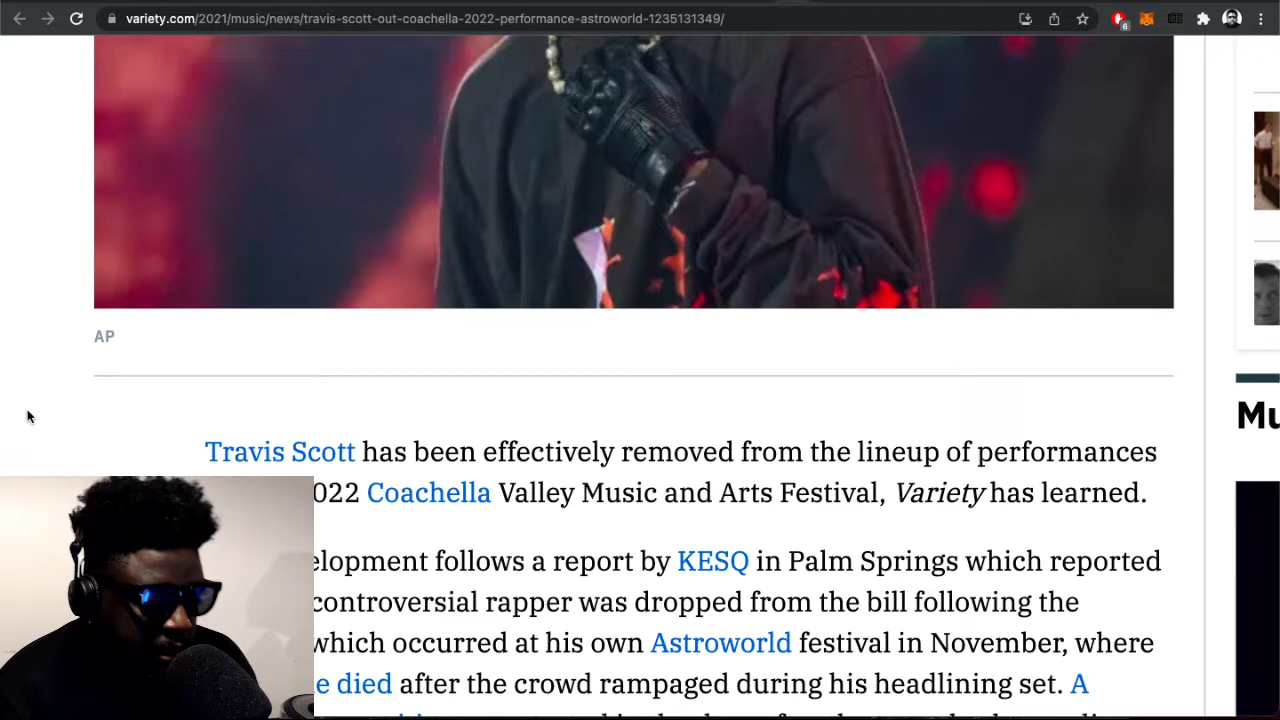 variety.com/2021/music/news/travis-scott-out-coachella-2022-performance-astroworld-1235131349/
6
AP
Mu
Travis Scott has been effectively removed from the lineup of performances
022 Coachella Valley Music and Arts Festival, Variety has learned.
elopment follows a report by KESQ in Palm Springs which reported
controversial rapper was dropped from the bill following the
which occurred at his own Astroworld festival in November, where
e died after the crowd rampaged during his headlining set. A